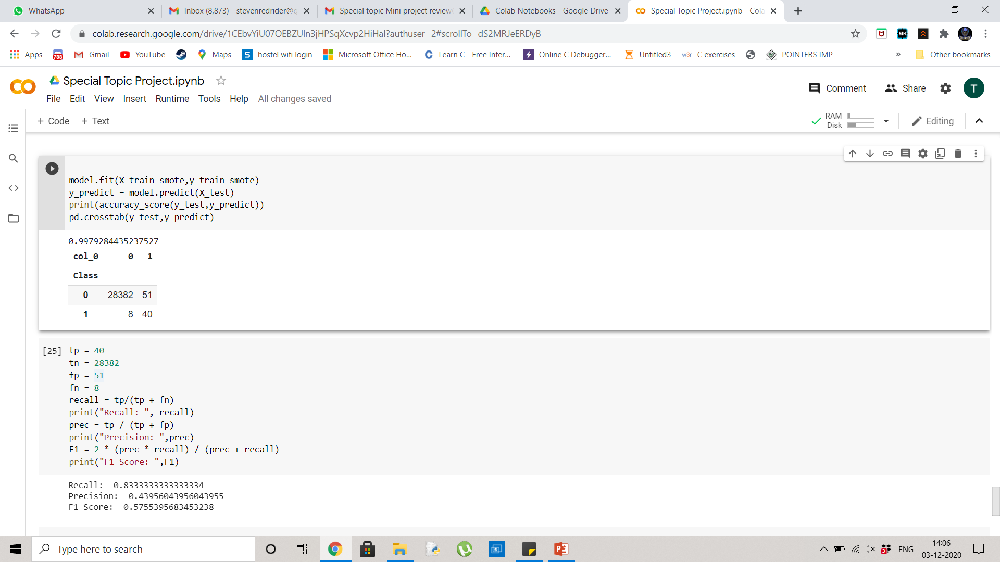 WhatsApp
Inbox (8,873) - stevenredrider@g
Special topic Mini project review
Colab Notebooks - Google Drive
Special Topic Project.ipynb - Cola
colab.research.google.com/drive/1CEbvYiU07OEBZUln3jHPSqXcvp2HiHaI?authuser=2#scrollTo=dS2MRJeERDyB
SIH
Apps
788
Gmail
YouTube
Maps
S
hostel wifi login
Microsoft Office Ho...
C
Learn C - Free Inter...
Online C Debugger...
Untitled3
w3r
C exercises
POINTERS IMP
»
Other bookmarks
Special Topic Project.ipynb
File Edit View Insert Runtime Tools Help All changes saved
Comment
Share
T
+ Code + Text
RAM
Disk
Editing
model.fit(X_train_smote,y_train_smote)
y_predict = model.predict(X_test)
print(accuracy_score(y_test,y_predict))
pd.crosstab(y_test,y_predict)
0.9979284435237527
col_0 0 1
Class
0 28382 51
1 8 40
[25] tp = 40
tn = 28382
fp = 51
fn = 8
recall = tp/(tp + fn)
print("Recall: ", recall)
prec = tp / (tp + fp)
print("Precision: ",prec)
F1 = 2 * (prec * recall) / (prec + recall)
print("F1 Score: ",F1)
Recall:  0.8333333333333334
Precision:  0.43956043956043955
F1 Score:  0.5755395683453238
Type here to search
3
ENG
14:06
03-12-2020